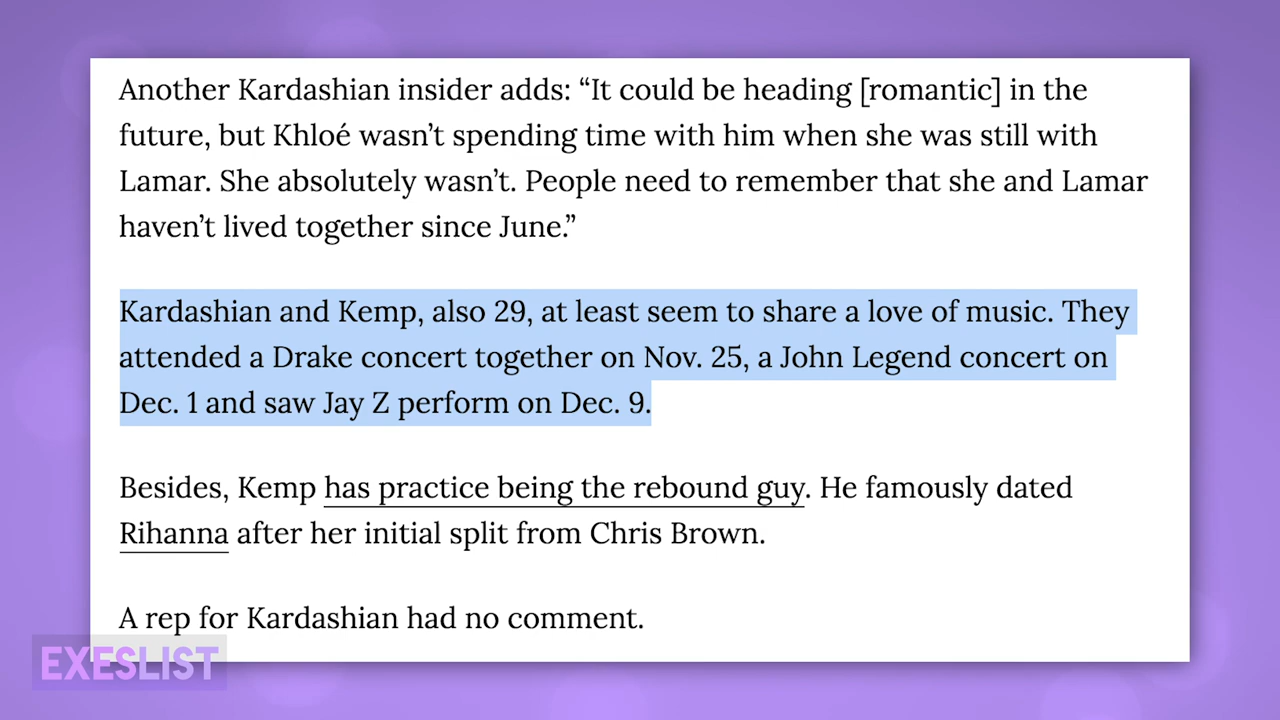 Another Kardashian insider adds: “It could be heading [romantic] in the
future, but Khloé wasn’t spending time with him when she was still with
Lamar. She absolutely wasn’t. People need to remember that she and Lamar
haven’t lived together since June.”
Kardashian and Kemp, also 29, at least seem to share a love of music. They
attended a Drake concert together on Nov. 25, a John Legend concert on
Dec. 1 and saw Jay Z perform on Dec. 9.
Besides, Kemp has practice being the rebound guy. He famously dated
Rihanna after her initial split from Chris Brown.
A rep for Kardashian had no comment.
EXESLIST